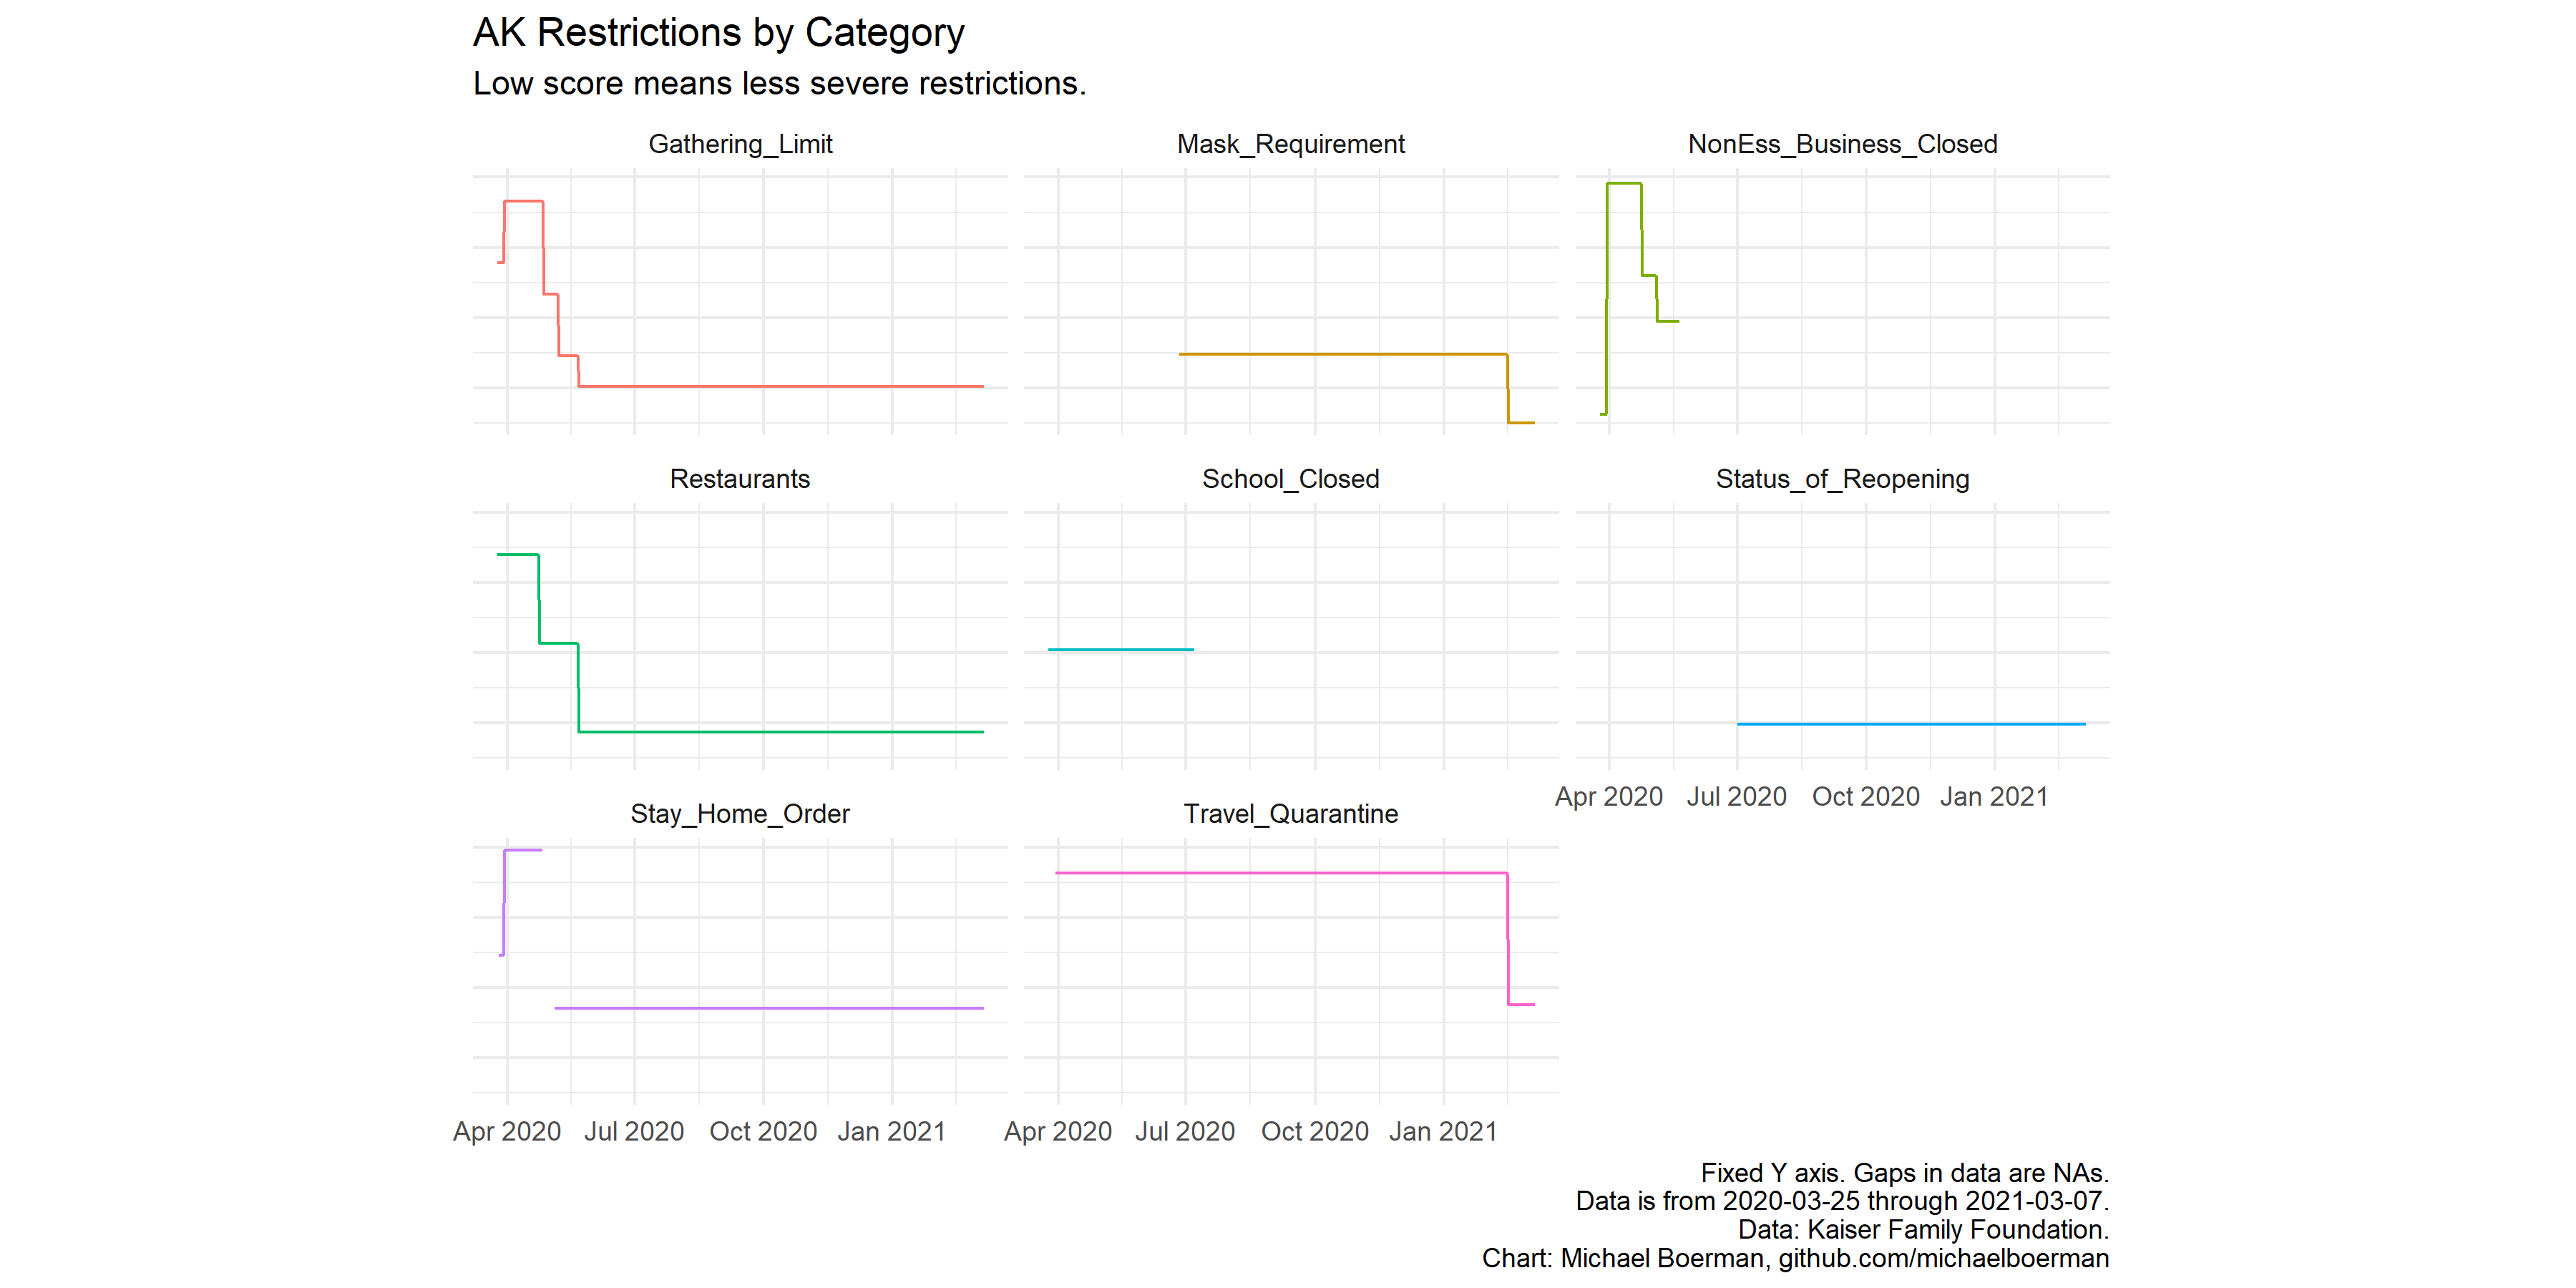 AK Restrictions by Category
Low score means less severe restrictions.
Gathering_Limit
Mask_Requirement
NonEss_Business_Closed
Restaurants
School_Closed
Status_of_Reopening
Apr 2020 Jul 2020 Oct 2020 Jan 2021
Stay_Home_Order
Travel_Quarantine
Apr 2020 Jul 2020 Oct 2020 Jan 2021
Apr 2020 Jul 2020 Oct 2020 Jan 2021
Fixed Y axis. Gaps in data are NAs.
Data is from 2020-03-25 through 2021-03-07.
Data: Kaiser Family Foundation.
Chart: Michael Boerman, github.com/michaelboerman